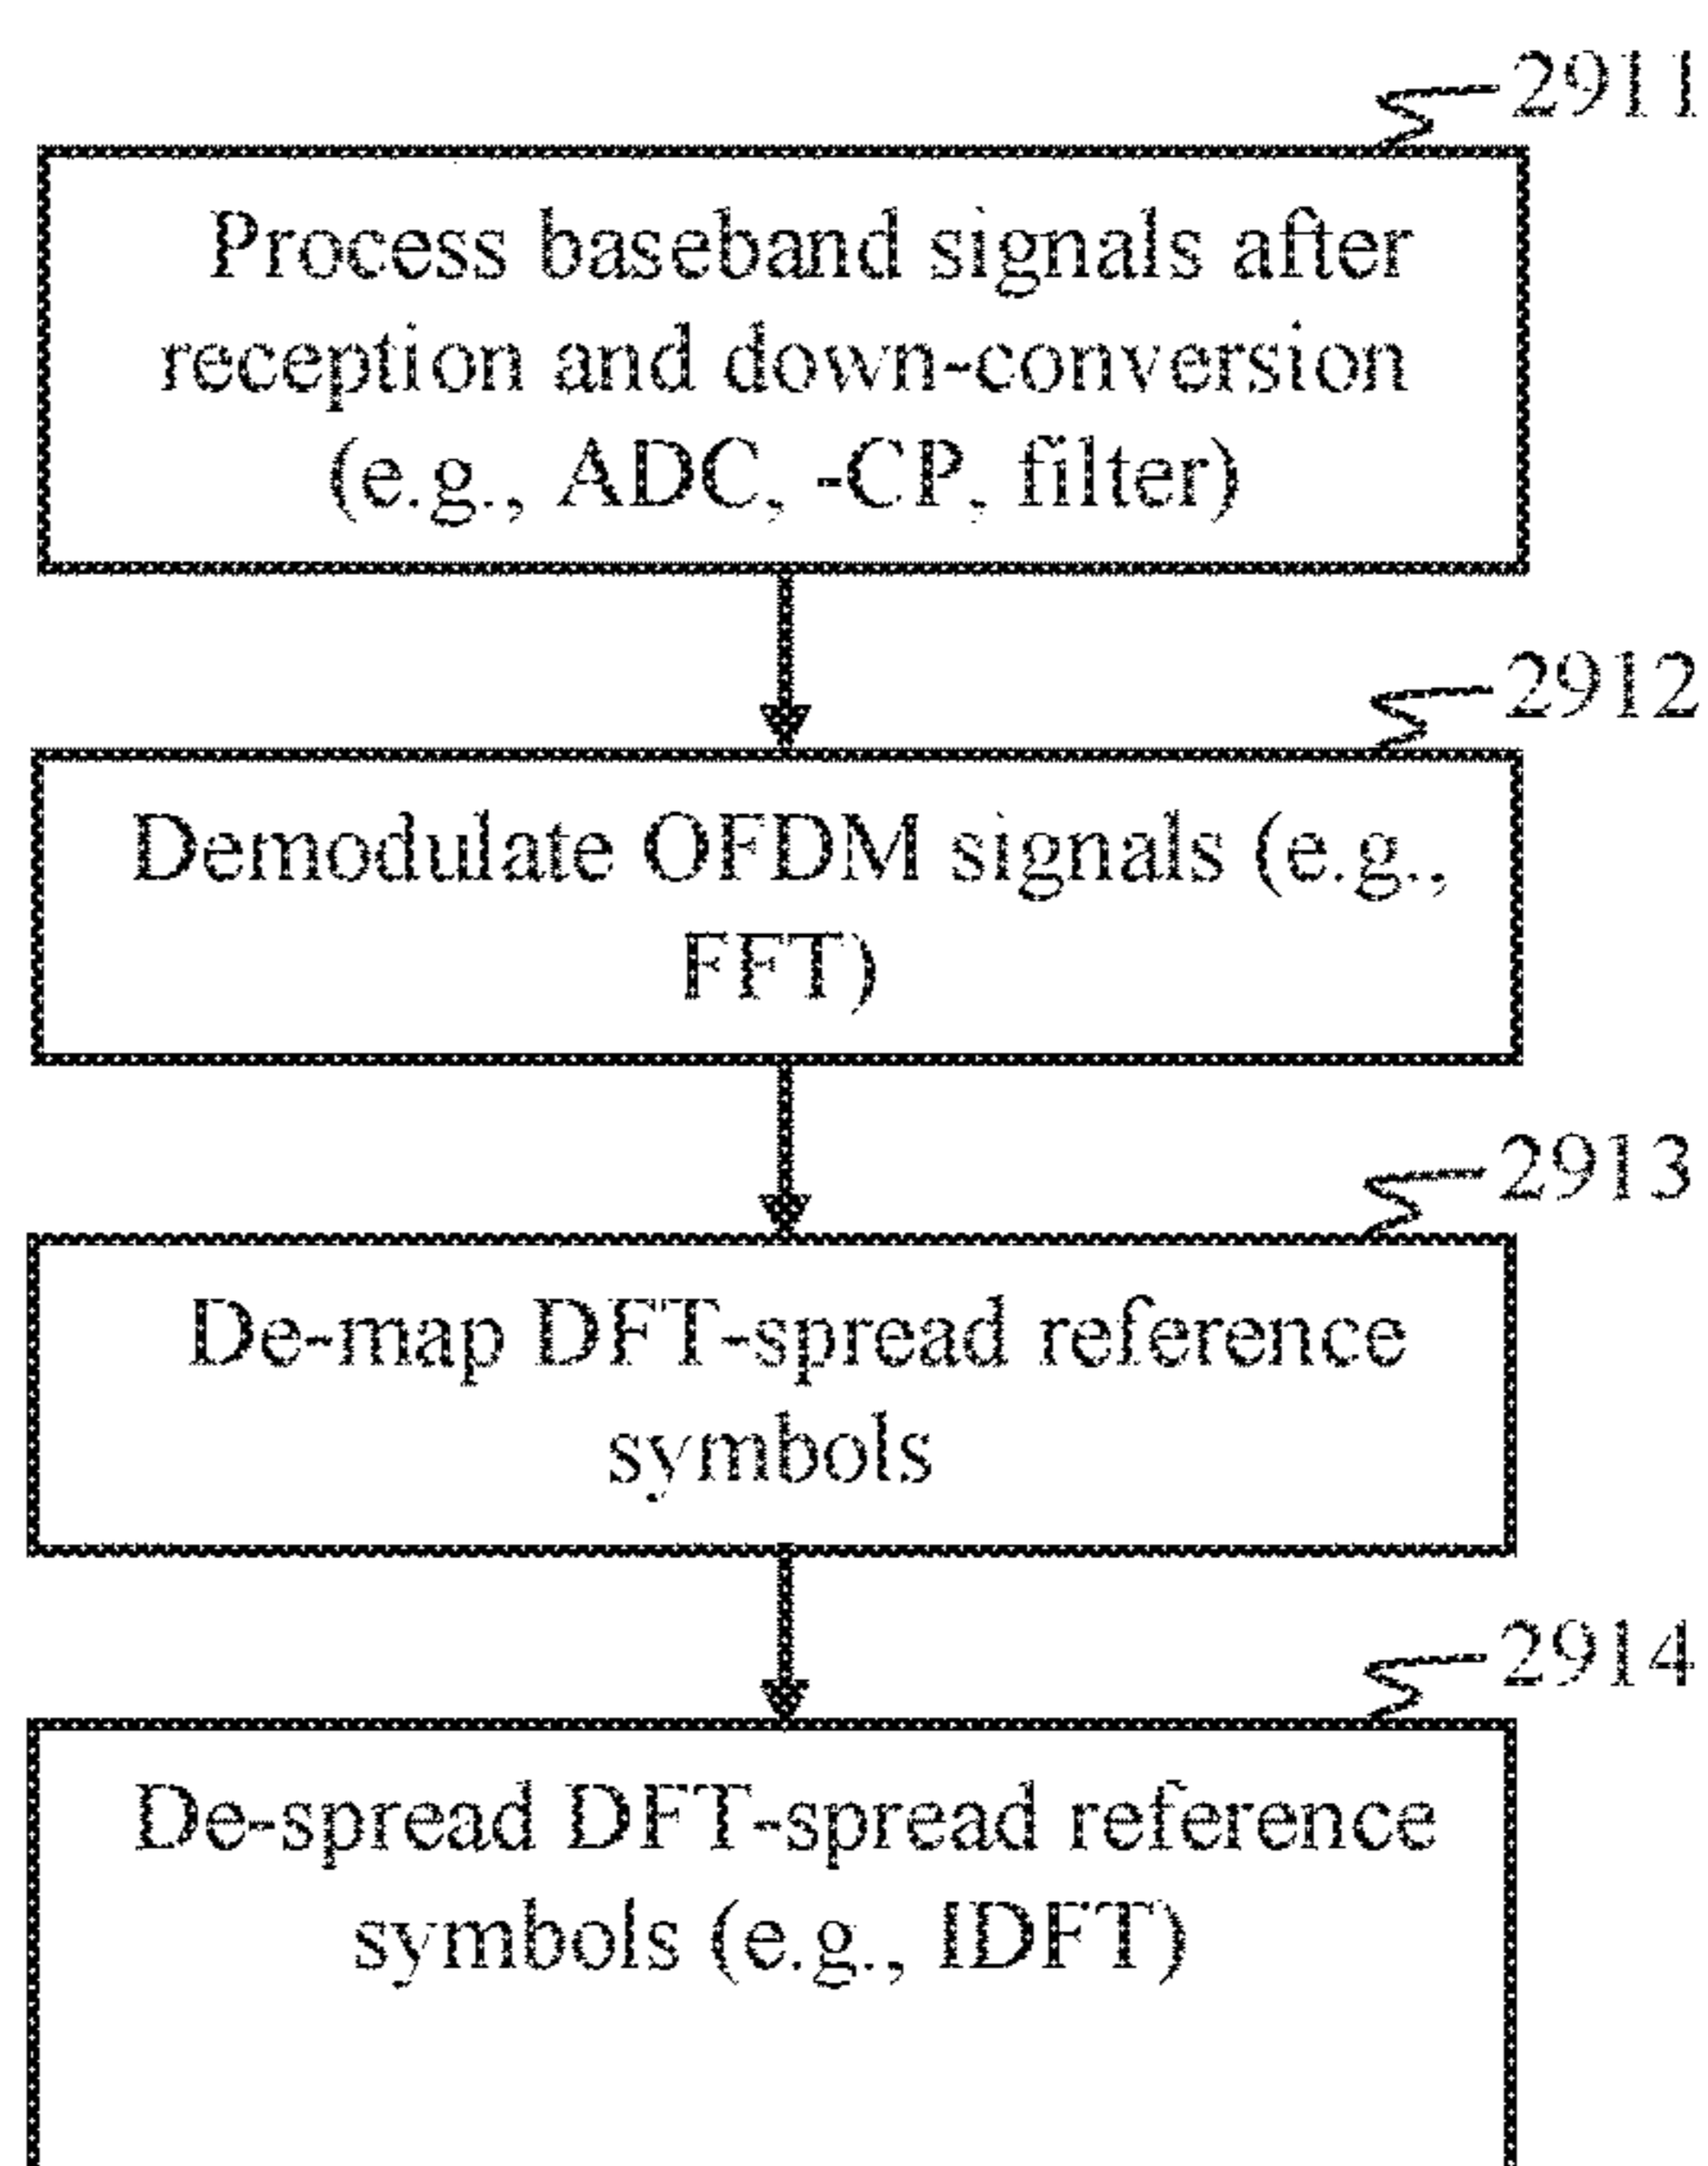 2911
Process baseband signals after
reception and down-conversion
(e.g., ADC, -CP, filter)
2912
Demodulate OFDM signals (e.g.,
FFT)
2913
De-map DFT-spread reference
symbols
2914
De-spread DFT-spread reference
symbols (e.g., IDFT)